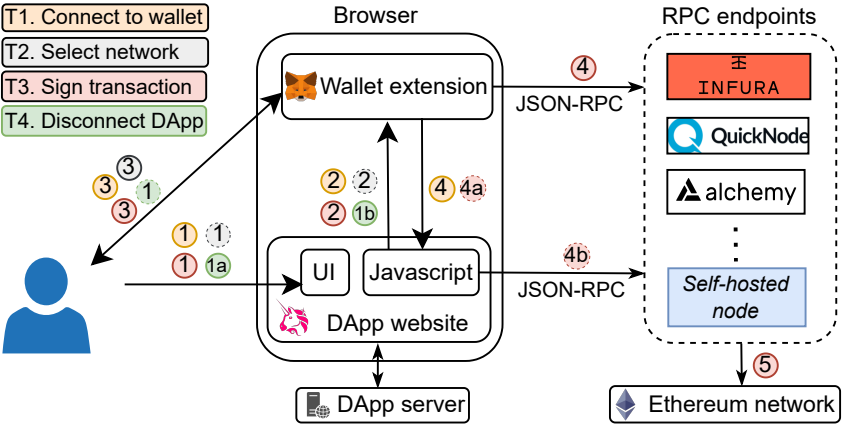 T1. Connect to wallet
T2. Select network
T3. Sign transaction
T4. Disconnect DApp
Browser
RPC endpoints
Wallet extension
4
JSON-RPC
INFURA
QuickNode
alchemy
3
3
1
3
2
2
2
1b
4
4a
1
1
1
1a
UI
Javascript
DApp website
4b
JSON-RPC
Self-hosted
node
5
DApp server
Ethereum network